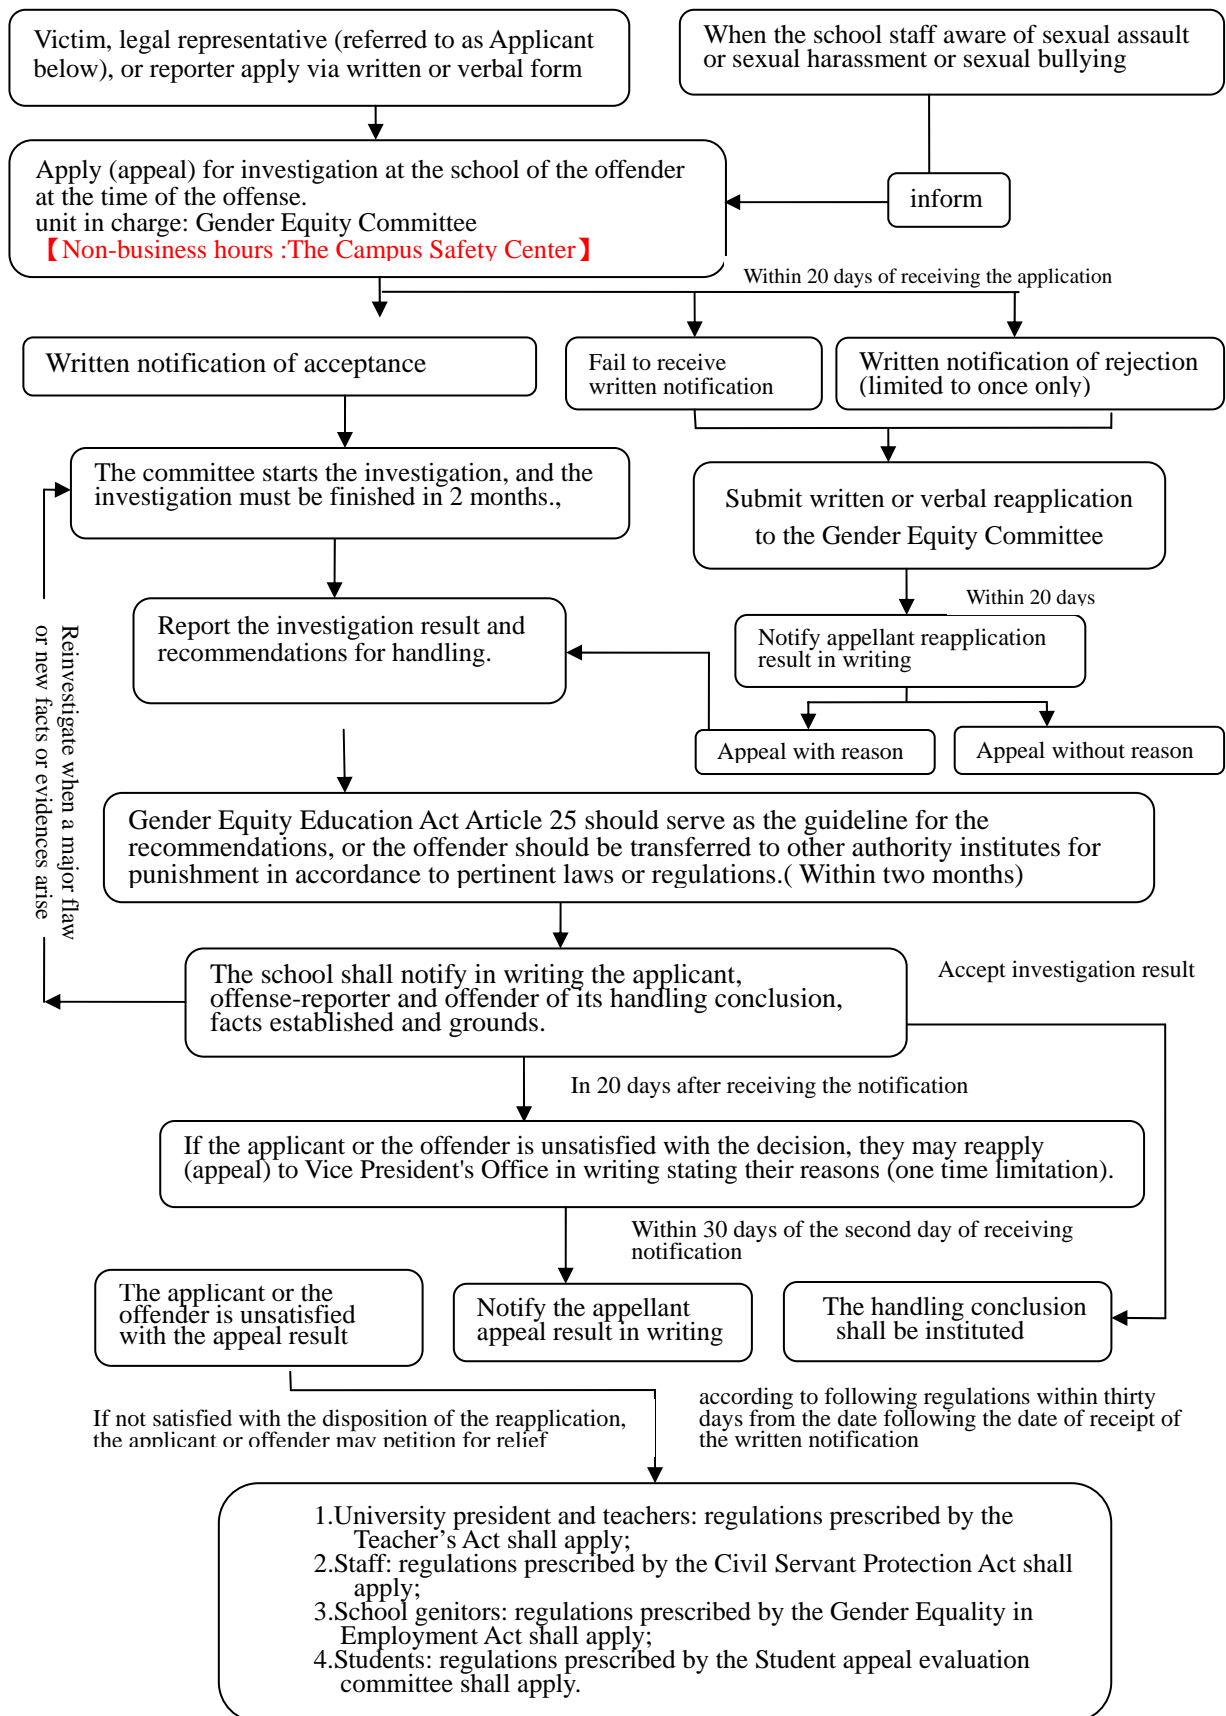 Victim, legal representative (referred to as Applicant
below), or reporter apply via written or verbal form
When the school staff aware of sexual assault
or sexual harassment or sexual bullying
Apply (appeal) for investigation at the school of the offender
at the time of the offense.
unit in charge: Gender Equity Committee
【Non-business hours :The Campus Safety Center】
inform
Within 20 days of receiving the application
Written notification of acceptance
Fail to receive
written notification
Written notification of rejection
(limited to once only)
The committee starts the investigation, and the
investigation must be finished in 2 months.,
Submit written or verbal reapplication
to the Gender Equity Committee
Within 20 days
Report the investigation result and
recommendations for handling.
Notify appellant reapplication
result in writing
Reinvestigate when a major flaw
or new facts or evidences arise
Appeal with reason
Appeal without reason
Gender Equity Education Act Article 25 should serve as the guideline for the
recommendations, or the offender should be transferred to other authority institutes for
punishment in accordance to pertinent laws or regulations.( Within two months)
The school shall notify in writing the applicant,
offense-reporter and offender of its handling conclusion,
facts established and grounds.
Accept investigation result
In 20 days after receiving the notification
If the applicant or the offender is unsatisfied with the decision, they may reapply
(appeal) to Vice President's Office in writing stating their reasons (one time limitation).
Within 30 days of the second day of receiving
notification
The applicant or the
offender is unsatisfied
with the appeal result
Notify the appellant
appeal result in writing
The handling conclusion
shall be instituted
If not satisfied with the disposition of the reapplication,
the applicant or offender may petition for relief
according to following regulations within thirty
days from the date following the date of receipt of
the written notification
1.University president and teachers: regulations prescribed by the
Teacher's Act shall apply;
2.Staff: regulations prescribed by the Civil Servant Protection Act shall
apply;
3.School genitors: regulations prescribed by the Gender Equality in
Employment Act shall apply;
4.Students: regulations prescribed by the Student appeal evaluation
committee shall apply.